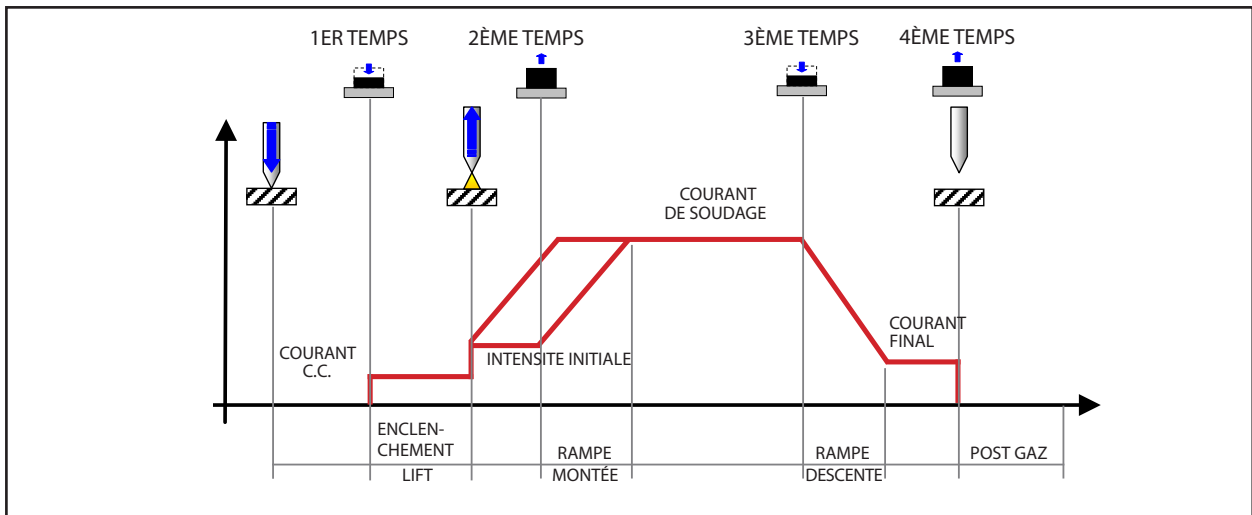 1ER TEMPS
2ÈME TEMPS
3ÈME TEMPS
4ÈME TEMPS
COURANT
DE SOUDAGE
COURANT
C.C.
INTENSITE INITIALE
COURANT
FINAL
ENCLEN-
CHEMENT
LIFT
RAMPE
MONTÉE
RAMPE
DESCENTE
POST GAZ